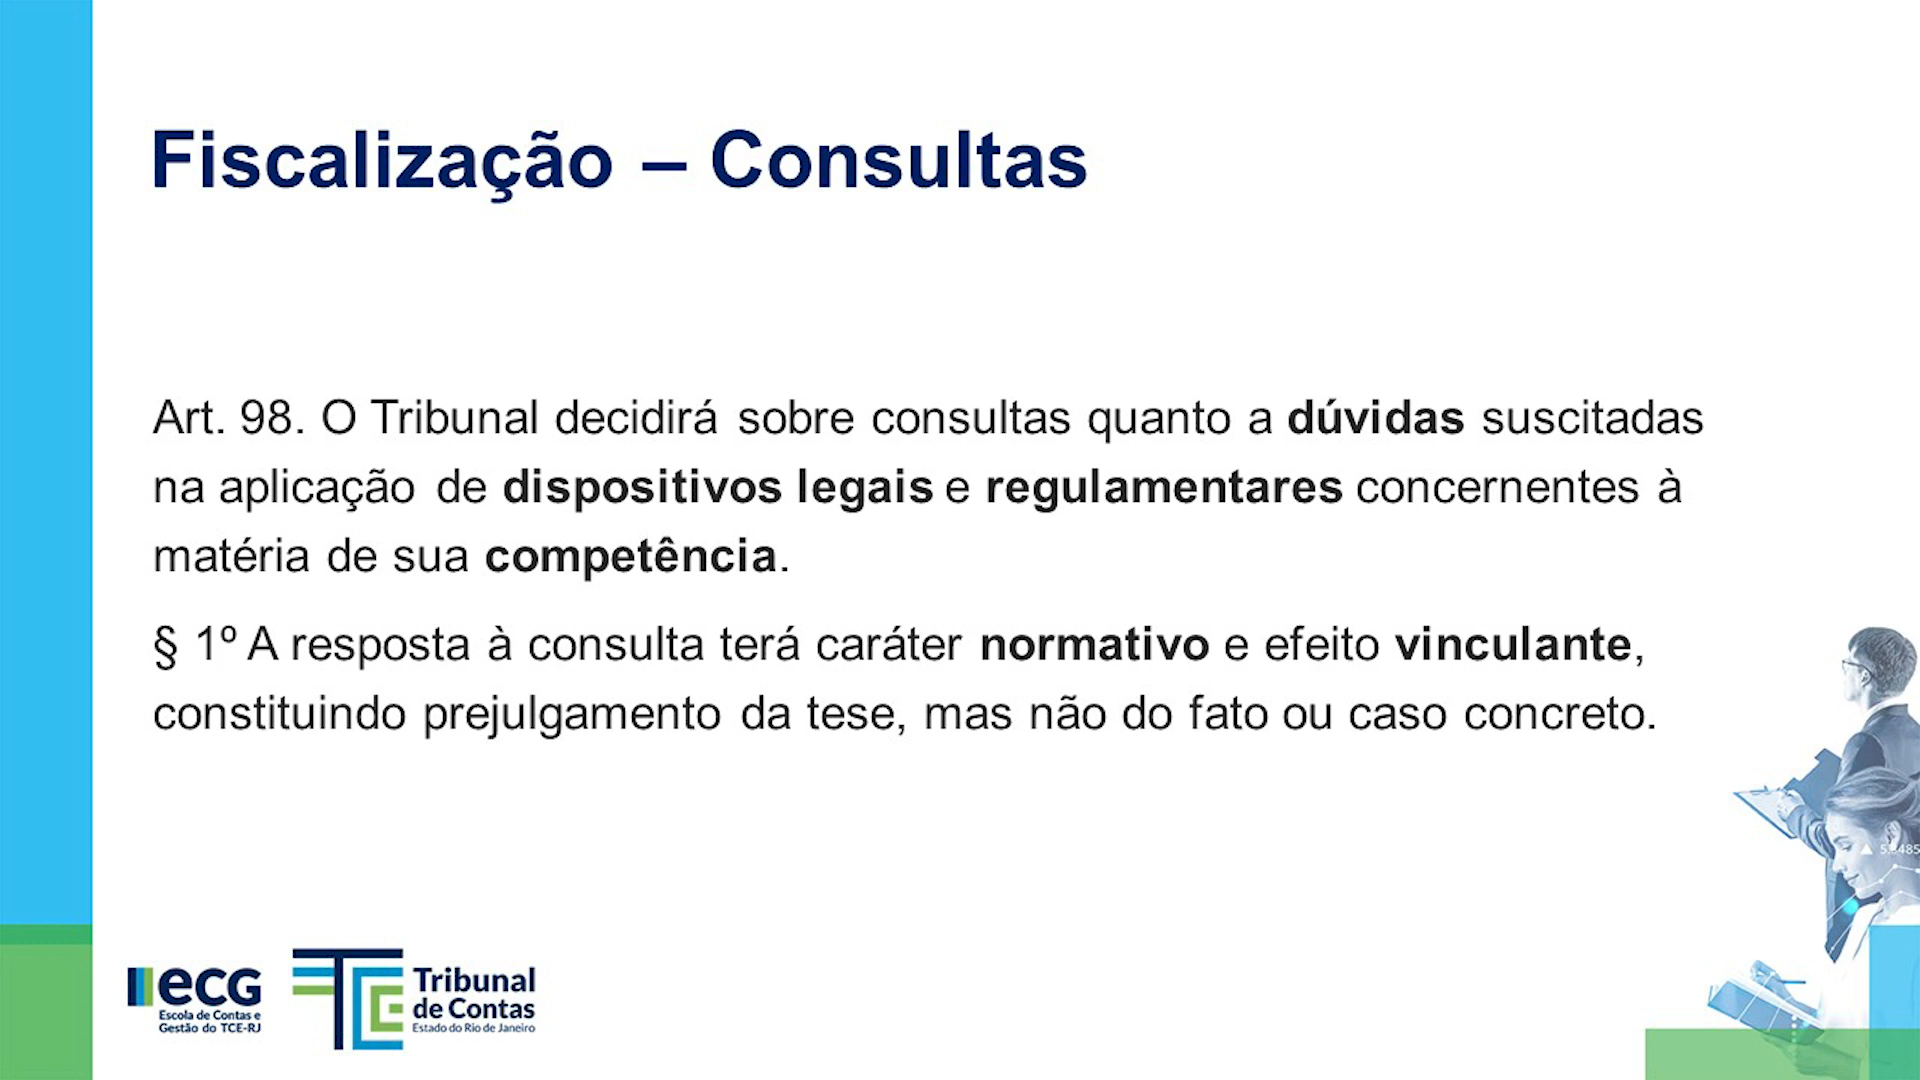 Fiscalização – Consultas
Art. 98. O Tribunal decidirá sobre consultas quanto a dúvidas suscitadas
na aplicação de dispositivos legais e regulamentares concernentes à
matéria de sua competência.
§ 1º A resposta à consulta terá caráter normativo e efeito vinculante,
constituindo prejulgamento da tese, mas não do fato ou caso concreto.
ecg
Escola de Contas e
Gestão do TCE-RJ
TCE
Tribunal
de Contas
Estado do Rio de Janeiro